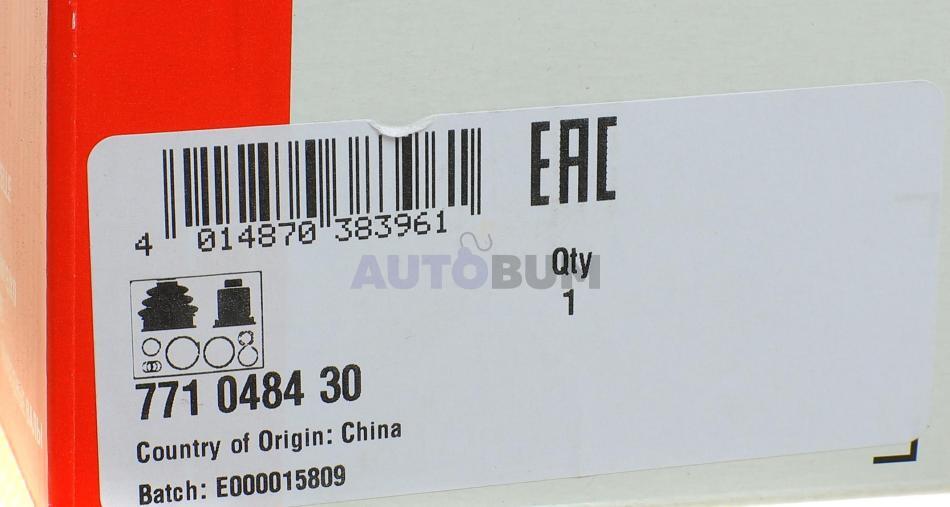 EAC
4 014870 383961
AUTOBUM
Qty
1
771 0484 30
Country of Origin: China
Batch: E000015809